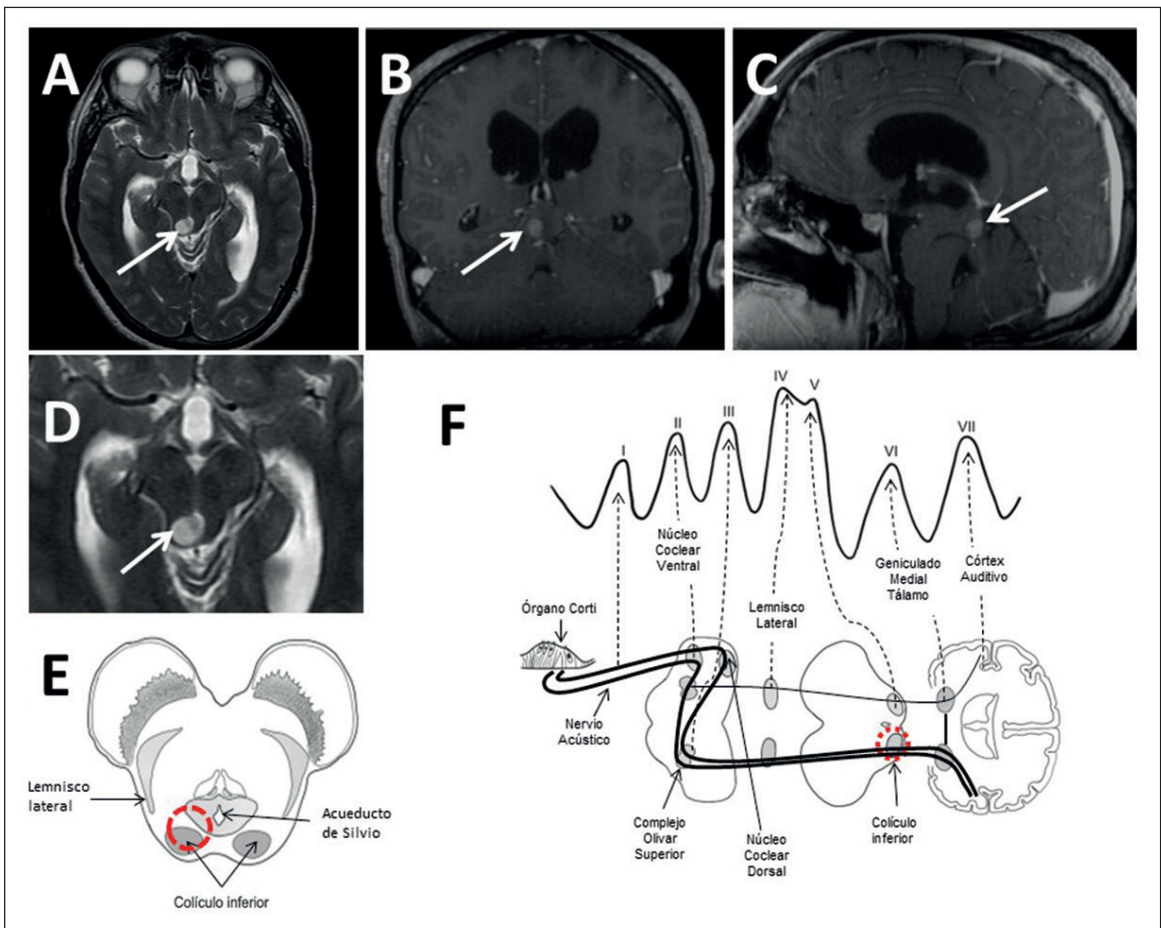 A
B
C
D
E
Lemnisco
lateral
Acueducto
de Silvio
Colículo inferior
F
I
II
III
IV
V
VI
VII
Núcleo
Coclear
Ventral
Geniculado
Medial
Tálamo
Córtex
Auditivo
Órgano Corti
Lemnisco
Lateral
Nervio
Acústico
Complejo
Olivar
Superior
Núcleo
Coclear
Dorsal
Colículo
inferior